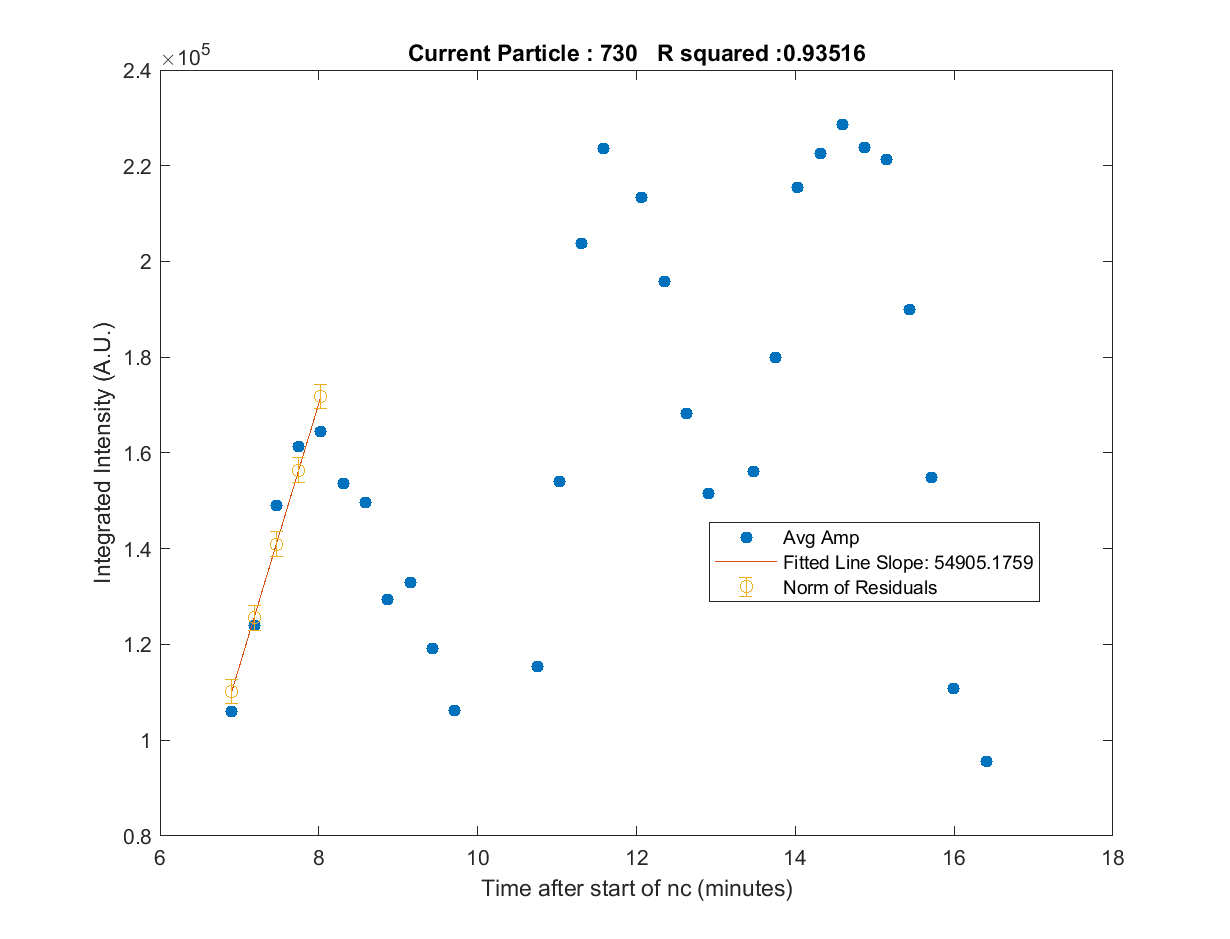 Current Particle : 730 R squared :0.93516
×10^5
2.4
2.2
2
1.8
1.6
1.4
1.2
1
0.8
6 8 10 12 14 16 18
Integrated Intensity (A.U.)
Time after start of nc (minutes)
Avg Amp
Fitted Line Slope: 54905.1759
Norm of Residuals